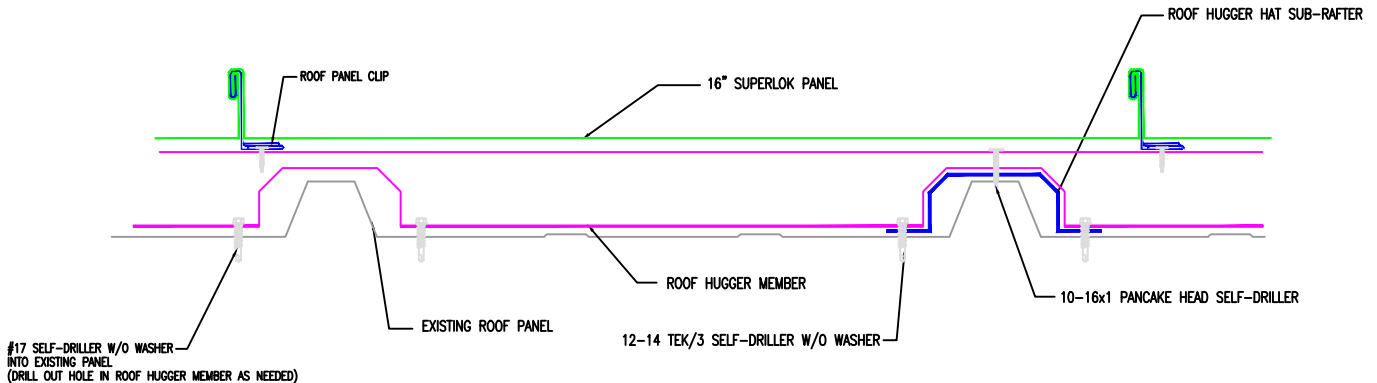 ROOF HUGGER HAT SUB-RAFTER
ROOF PANEL CLIP
16" SUPERLOK PANEL
ROOF HUGGER MEMBER
10-16x1 PANCAKE HEAD SELF-DRILLER
EXISTING ROOF PANEL
12-14 TEK/3 SELF-DRILLER W/O WASHER
#17 SELF-DRILLER W/O WASHER
INTO EXISTING PANEL
(DRILL OUT HOLE IN ROOF HUGGER MEMBER AS NEEDED)